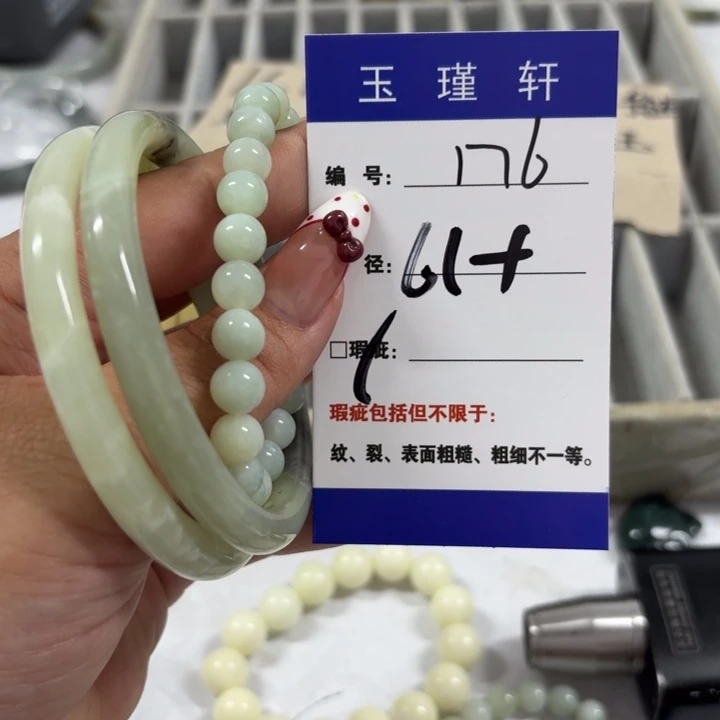 玉瑾轩
编 号: 176
径: 61+
□瑕疵:
瑕疵包括但不限于:
纹、裂、表面粗糙、粗细不一等。